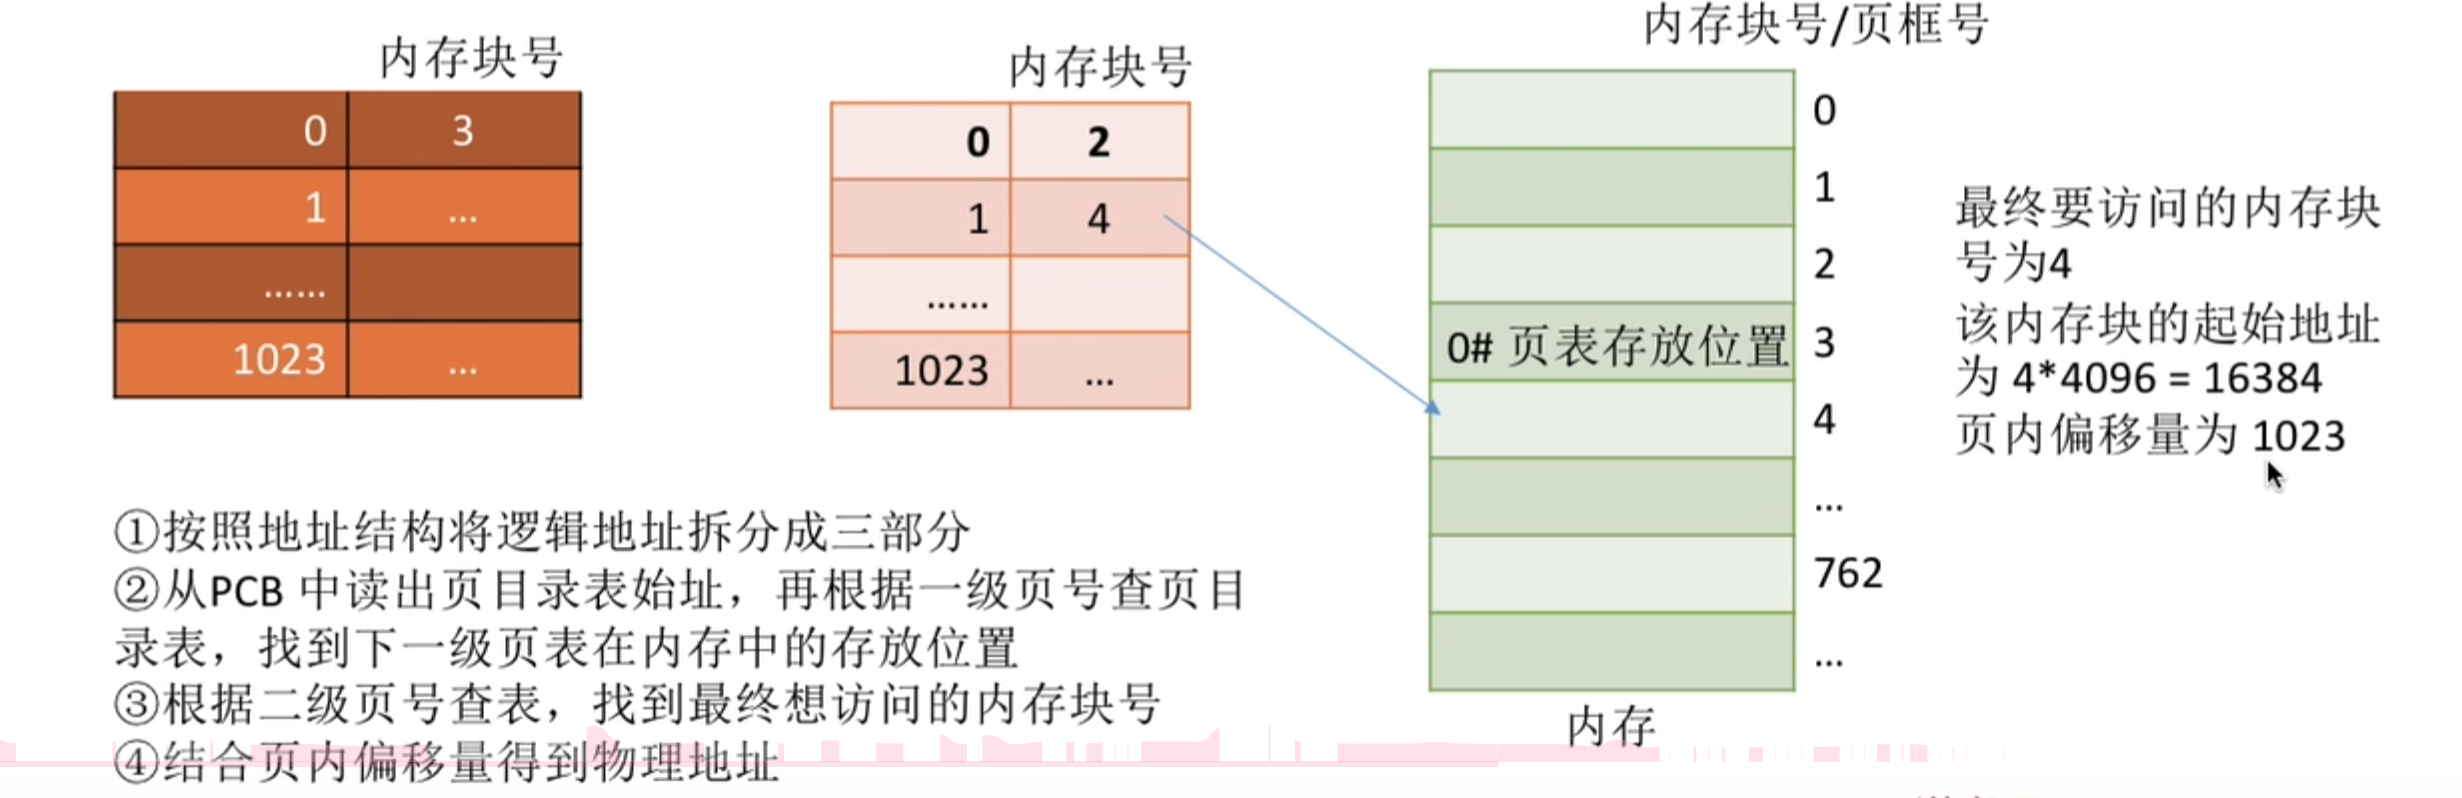 内存块号
0 3
1 ...
......
1023 ...
内存块号
0 2
1 4
......
1023 ...
内存块号/页框号
0
1
2
0# 页表存放位置 3
4
...
762
...
内存
最终要访问的内存块
号为4
该内存块的起始地址
为 4*4096 = 16384
页内偏移量为 1023
①按照地址结构将逻辑地址拆分成三部分
②从PCB 中读出页目录表始址，再根据一级页号查页目
录表，找到下一级页表在内存中的存放位置
③根据二级页号查表，找到最终想访问的内存块号
④结合页内偏移量得到物理地址